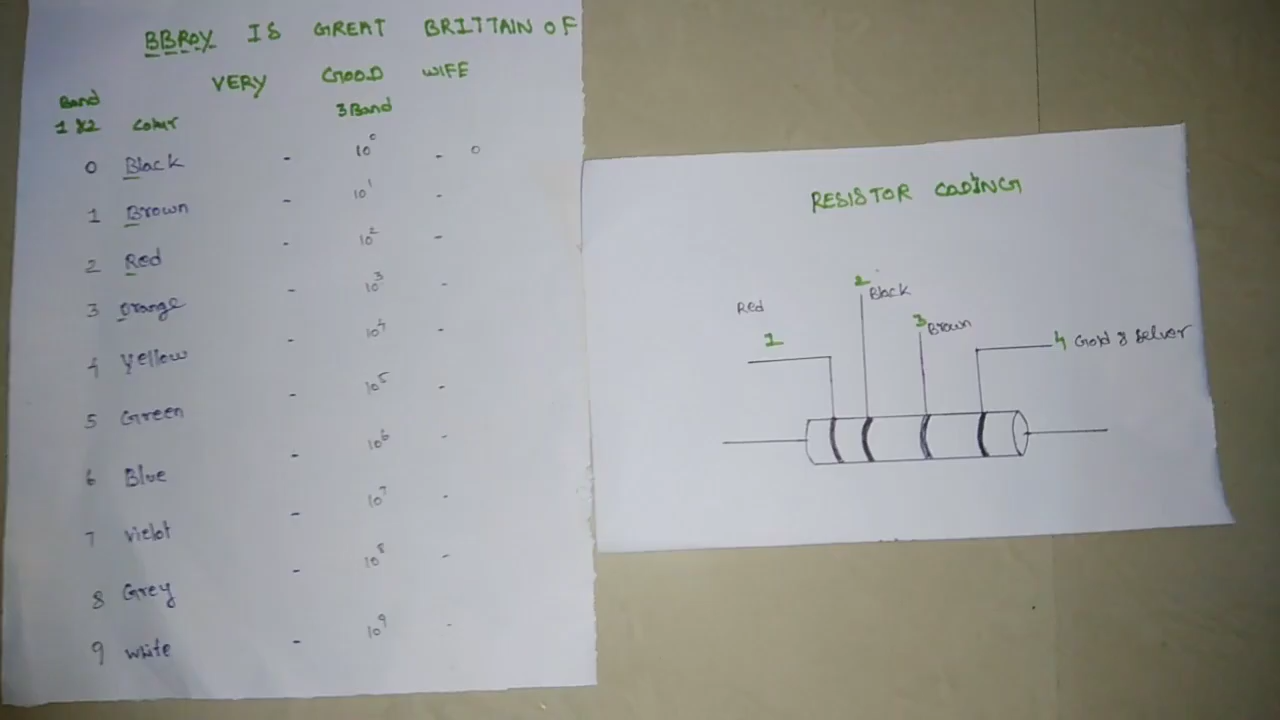 BBROY IS GREAT BRITTAIN OF
VERY GOOD WIFE
Band 3 Band
1 &2 colour
0 Black - 10⁰ - 0
1 Brown - 10¹ -
2 Red - 10² -
3 orange - 10³ -
4 yellow - 10⁴ -
5 Green - 10⁵ -
6 Blue - 10⁶ -
7 vielot - 10⁷ -
8 Grey - 10⁸ -
9 white - 10⁹ -
RESISTOR CODING
2
Black
Red
1
3 Brown
4 Gold & selver